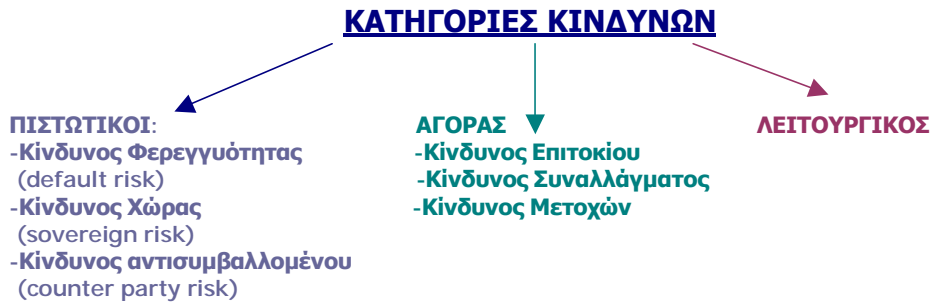 ΚΑΤΗΓΟΡΙΕΣ ΚΙΝΔΥΝΩΝ
ΠΙΣΤΩΤΙΚΟΙ:
-Κίνδυνος Φερεγγυότητας
(default risk)
-Κίνδυνος Χώρας
(sovereign risk)
-Κίνδυνος αντισυμβαλλομένου
(counter party risk)
ΑΓΟΡΑΣ
-Κίνδυνος Επιτοκίου
-Κίνδυνος Συναλλάγματος
-Κίνδυνος Μετοχών
ΛΕΙΤΟΥΡΓΙΚΟΣ